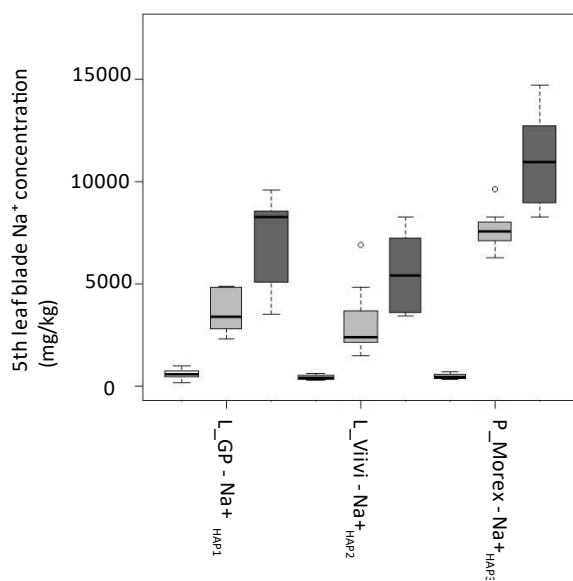 5th leaf blade Na⁺ concentration
(mg/kg)
15000
10000
5000
0
L_GP - Na+ HAP1
L_Viivi - Na+ HAP2
P_Morex - Na+ HAP3